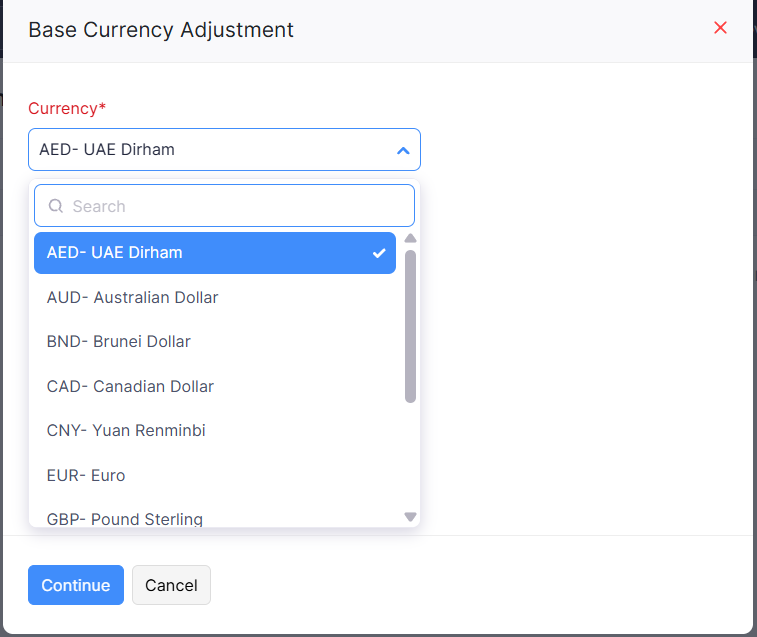 Base Currency Adjustment
Currency*
AED- UAE Dirham
Search
AED- UAE Dirham
AUD- Australian Dollar
BND- Brunei Dollar
CAD- Canadian Dollar
CNY- Yuan Renminbi
EUR- Euro
GBP- Pound Sterling
Continue Cancel